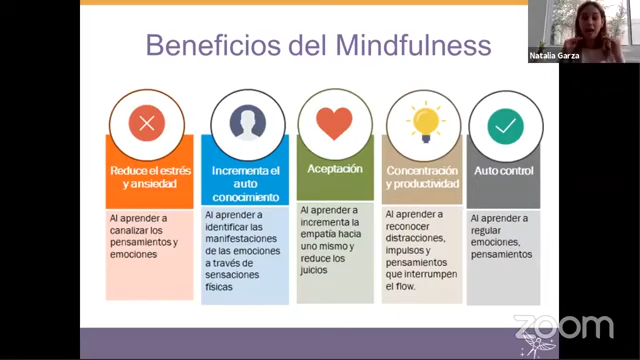 Beneficios del Mindfulness
Natalia Garza
Reduce el estrés
y ansiedad
Al aprender a
canalizar los
pensamientos y
emociones
Incrementa el
auto
conocimiento
Al aprender a
identificar las
manifestaciones
de las emociones
a través de
sensaciones
físicas
Aceptación
Al aprender a
incrementa la
empatía hacia
uno mismo y
reduce los
juicios
Concentración
y productividad
Al aprender a
reconocer
distracciones,
impulsos y
pensamientos
que interrumpen
el flow.
Auto control
Al aprender a
regular
emociones,
pensamientos
zoom